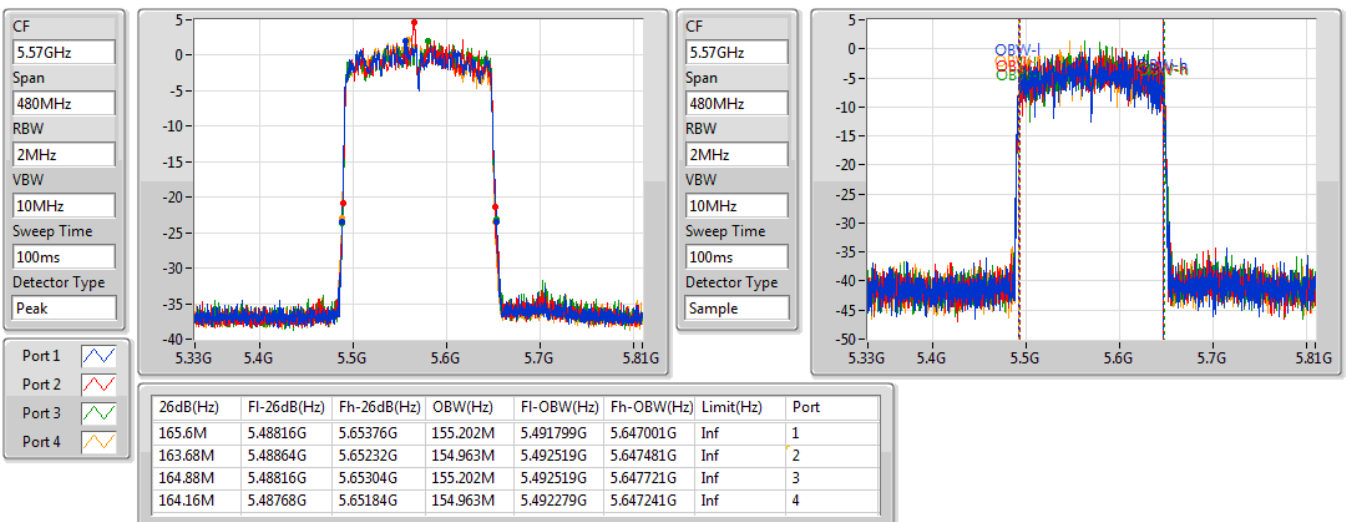 CF
5.57GHz
Span
480MHz
RBW
2MHz
VBW
10MHz
Sweep Time
100ms
Detector Type
Peak
5
0
-5
-10
-15
-20
-25
-30
-35
-40
5.33G 5.4G 5.5G 5.6G 5.7G 5.81G
CF
5.57GHz
Span
480MHz
RBW
2MHz
VBW
10MHz
Sweep Time
100ms
Detector Type
Sample
5
0
-5
-10
-15
-20
-25
-30
-35
-40
-45
-50
OBW-l
5.33G 5.4G 5.5G 5.6G 5.7G 5.81G
Port 1
Port 2
Port 3
Port 4
26dB(Hz) Fl-26dB(Hz) Fh-26dB(Hz) OBW(Hz) Fl-OBW(Hz) Fh-OBW(Hz) Limit(Hz) Port
165.6M 5.48816G 5.65376G 155.202M 5.491799G 5.647001G Inf 1
163.68M 5.48864G 5.65232G 154.963M 5.492519G 5.647481G Inf 2
164.88M 5.48816G 5.65304G 155.202M 5.492519G 5.647721G Inf 3
164.16M 5.48768G 5.65184G 154.963M 5.492279G 5.647241G Inf 4